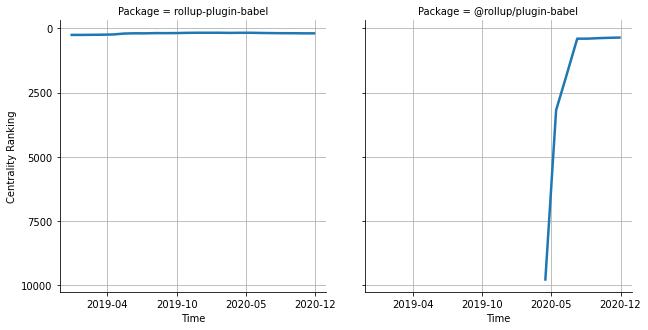 Package = rollup-plugin-babel
Package = @rollup/plugin-babel
Centrality Ranking
0
2500
5000
7500
10000
2019-04
2019-10
2020-05
2020-12
2019-04
2019-10
2020-05
2020-12
Time
Time